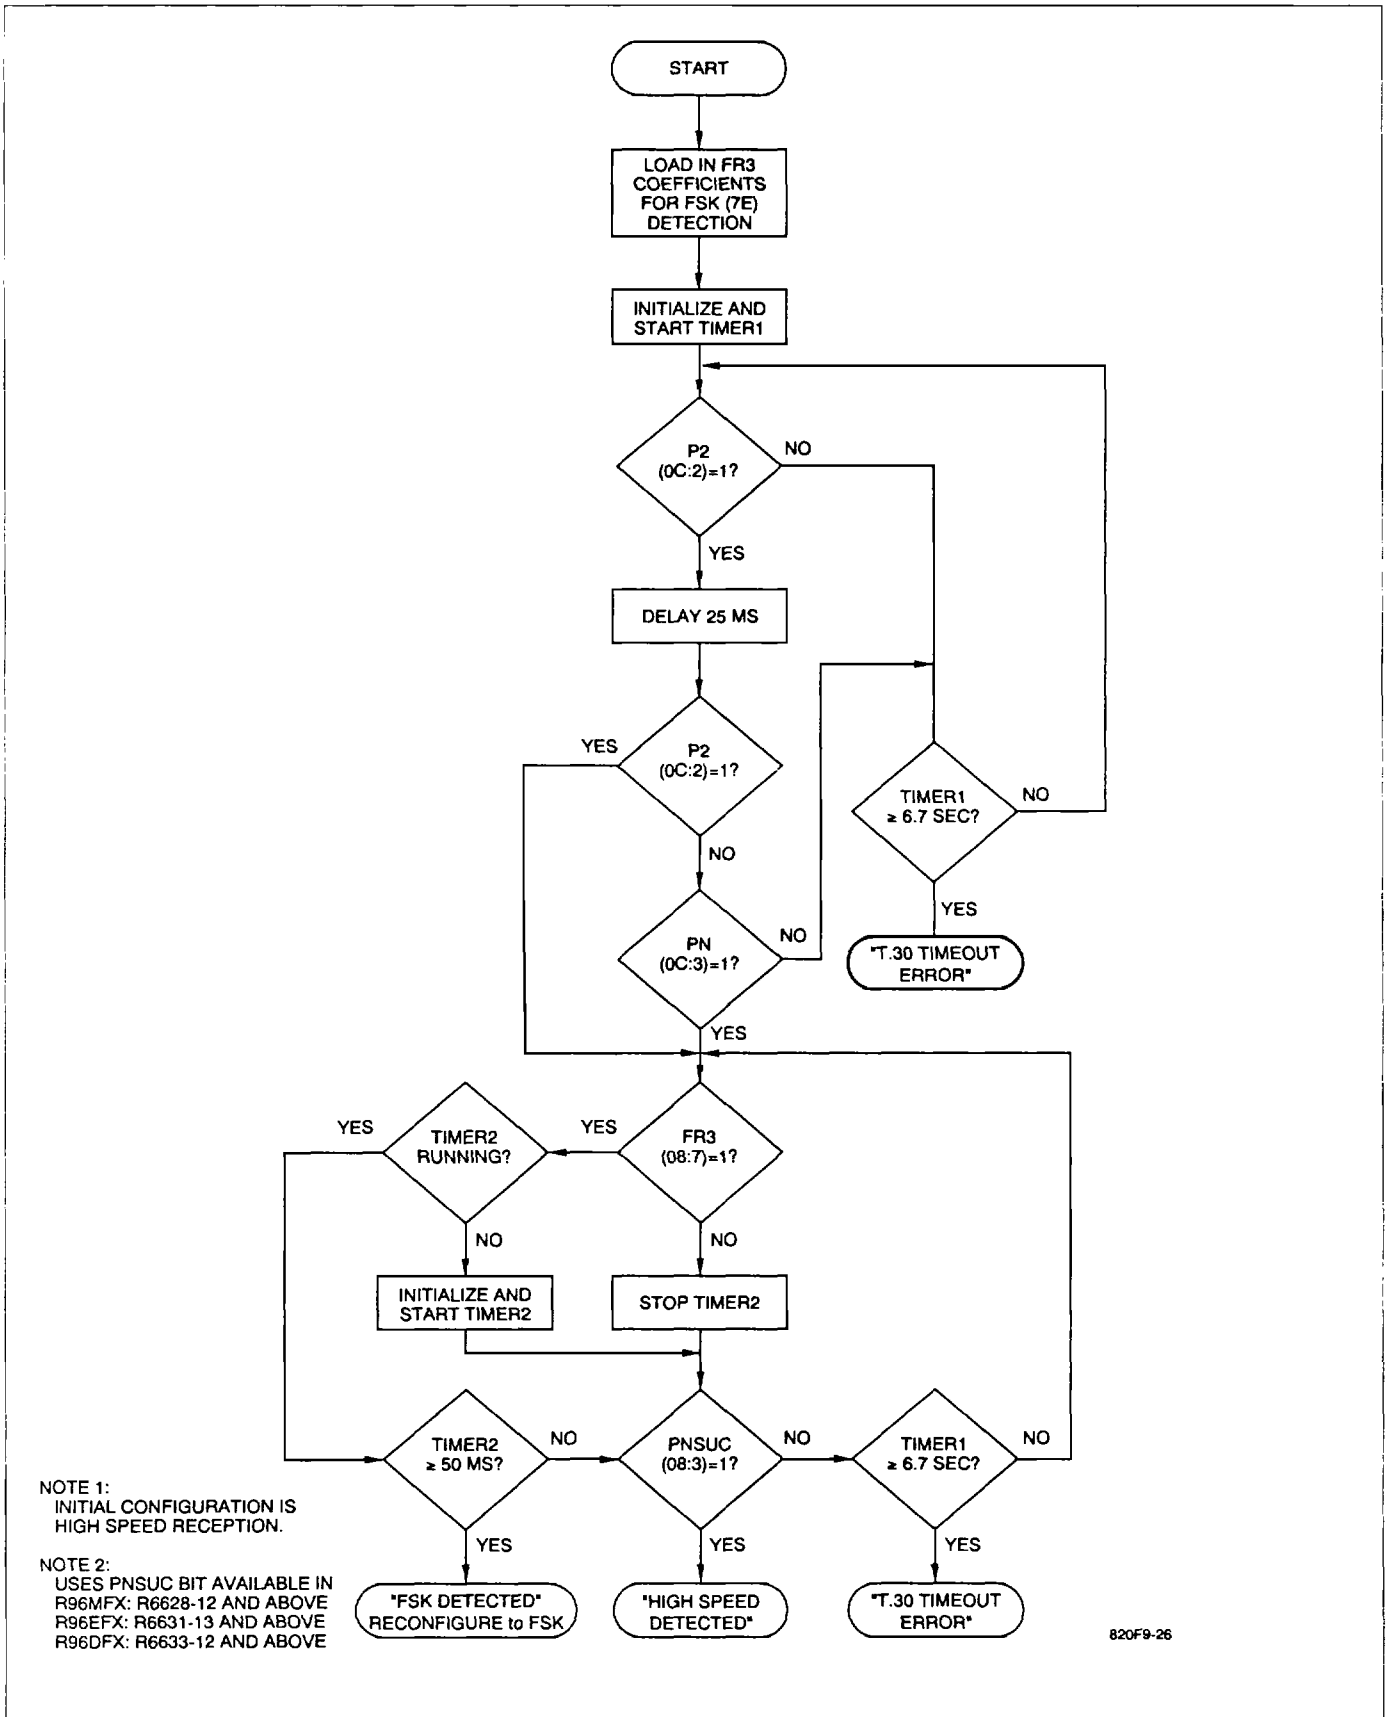 START
LOAD IN FR3
COEFFICIENTS
FOR FSK (7E)
DETECTION
INITIALIZE AND
START TIMER1
P2
(0C:2)=1?
NO
YES
DELAY 25 MS
YES
P2
(0C:2)=1?
NO
TIMER1
≥ 6.7 SEC?
NO
YES
PN
(0C:3)=1?
NO
"T.30 TIMEOUT
ERROR"
YES
YES
TIMER2
RUNNING?
YES
FR3
(08:7)=1?
NO
NO
INITIALIZE AND
START TIMER2
STOP TIMER2
TIMER2
≥ 50 MS?
NO
PNSUC
(08:3)=1?
NO
TIMER1
≥ 6.7 SEC?
NO
YES
YES
YES
"FSK DETECTED"
RECONFIGURE to FSK
"HIGH SPEED
DETECTED"
"T.30 TIMEOUT
ERROR"
NOTE 1:
INITIAL CONFIGURATION IS
HIGH SPEED RECEPTION.
NOTE 2:
USES PNSUC BIT AVAILABLE IN
R96MFX: R6628-12 AND ABOVE
R96EFX: R6631-13 AND ABOVE
R96DFX: R6633-12 AND ABOVE
820F9-26